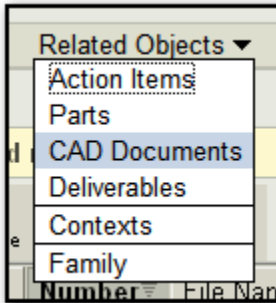 Related Objects ▼
Action Items
Parts
CAD Documents
Deliverables
Contexts
Family
Number File Nam